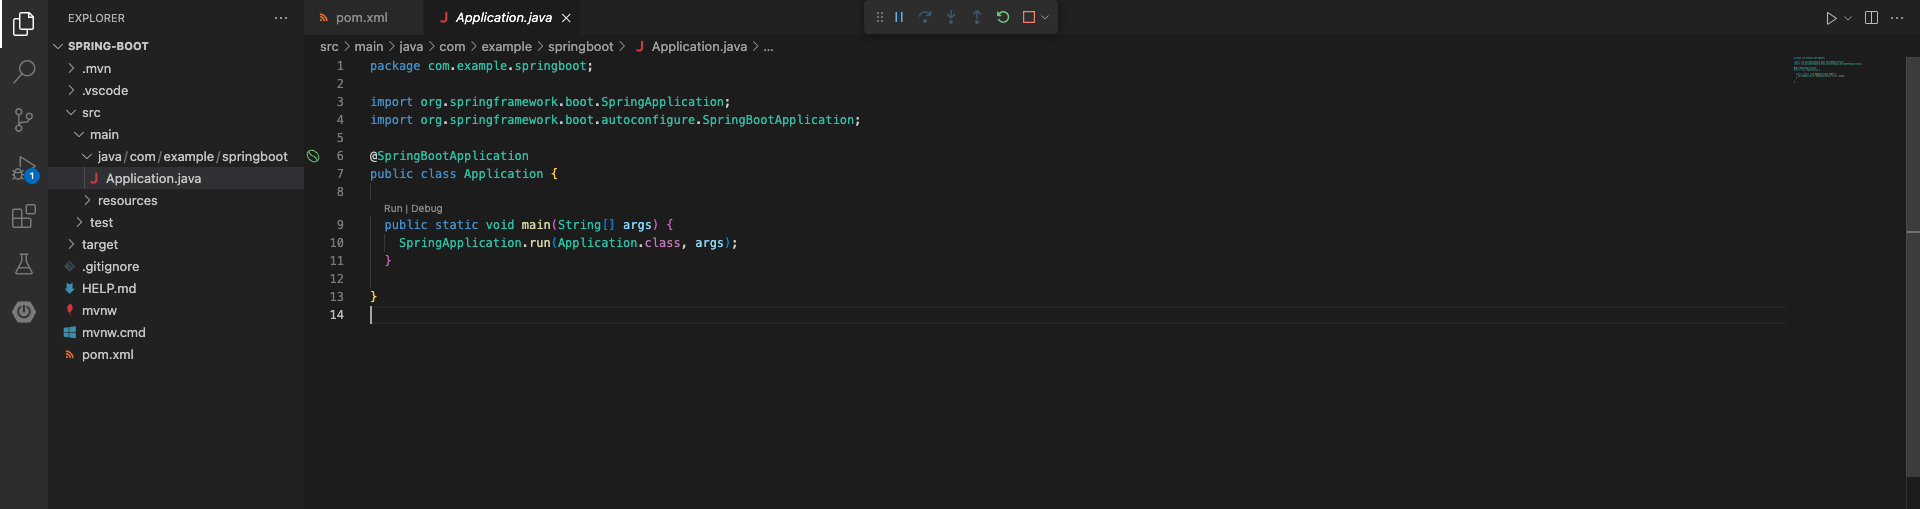 EXPLORER
SPRING-BOOT
.mvn
.vscode
src
main
java/com/example/springboot
Application.java
resources
test
target
.gitignore
HELP.md
mvnw
mvnw.cmd
pom.xml
1
pom.xml
Application.java
src > main > java > com > example > springboot > Application.java > ...
1 package com.example.springboot;
2
3 import org.springframework.boot.SpringApplication;
4 import org.springframework.boot.autoconfigure.SpringBootApplication;
5
6 @SpringBootApplication
7 public class Application {
8
Run | Debug
9 public static void main(String[] args) {
10 SpringApplication.run(Application.class, args);
11 }
12
13 }
14